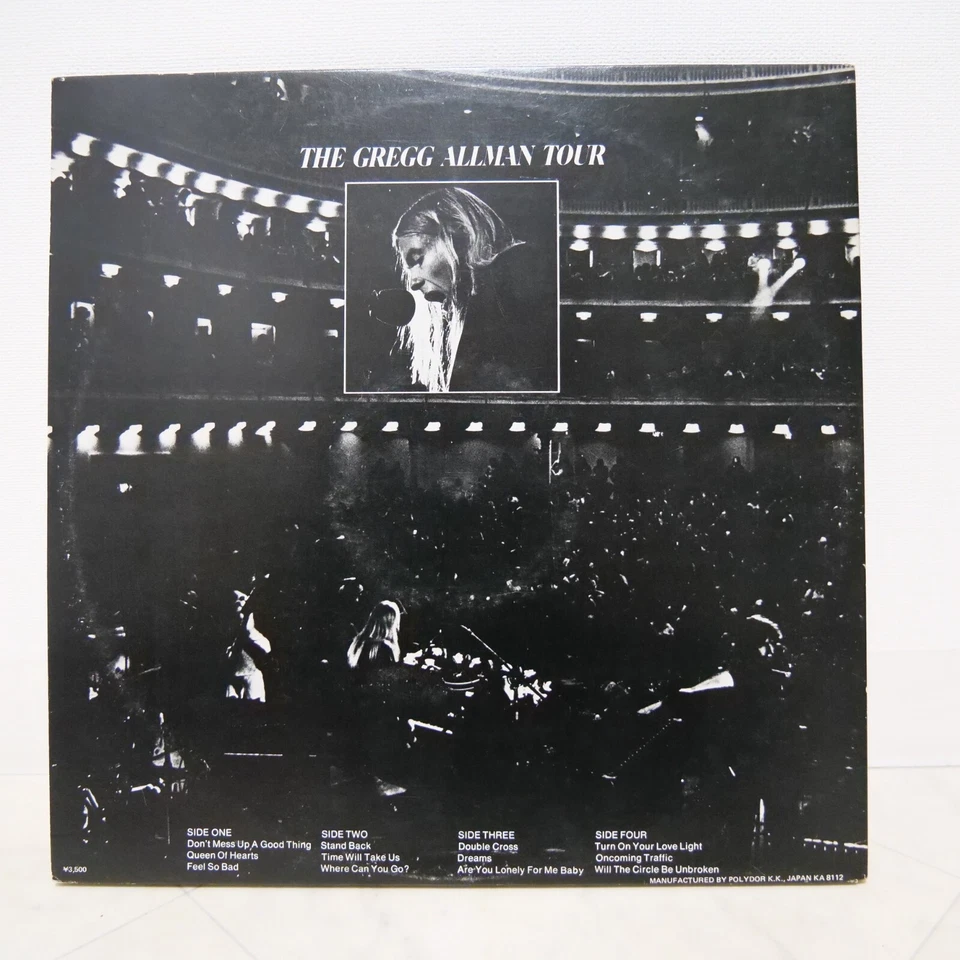 THE GREGG ALLMAN TOUR
SIDE ONE
Don't Mess Up A Good Thing
Queen Of Hearts
Feel So Bad
SIDE TWO
Stand Back
Time Will Take Us
Where Can You Go?
SIDE THREE
Double Cross
Dreams
Are You Lonely For Me Baby
SIDE FOUR
Turn On Your Love Light
Oncoming Traffic
Will The Circle Be Unbroken
¥3,500
MANUFACTURED BY POLYDOR K.K., JAPAN KA 8112